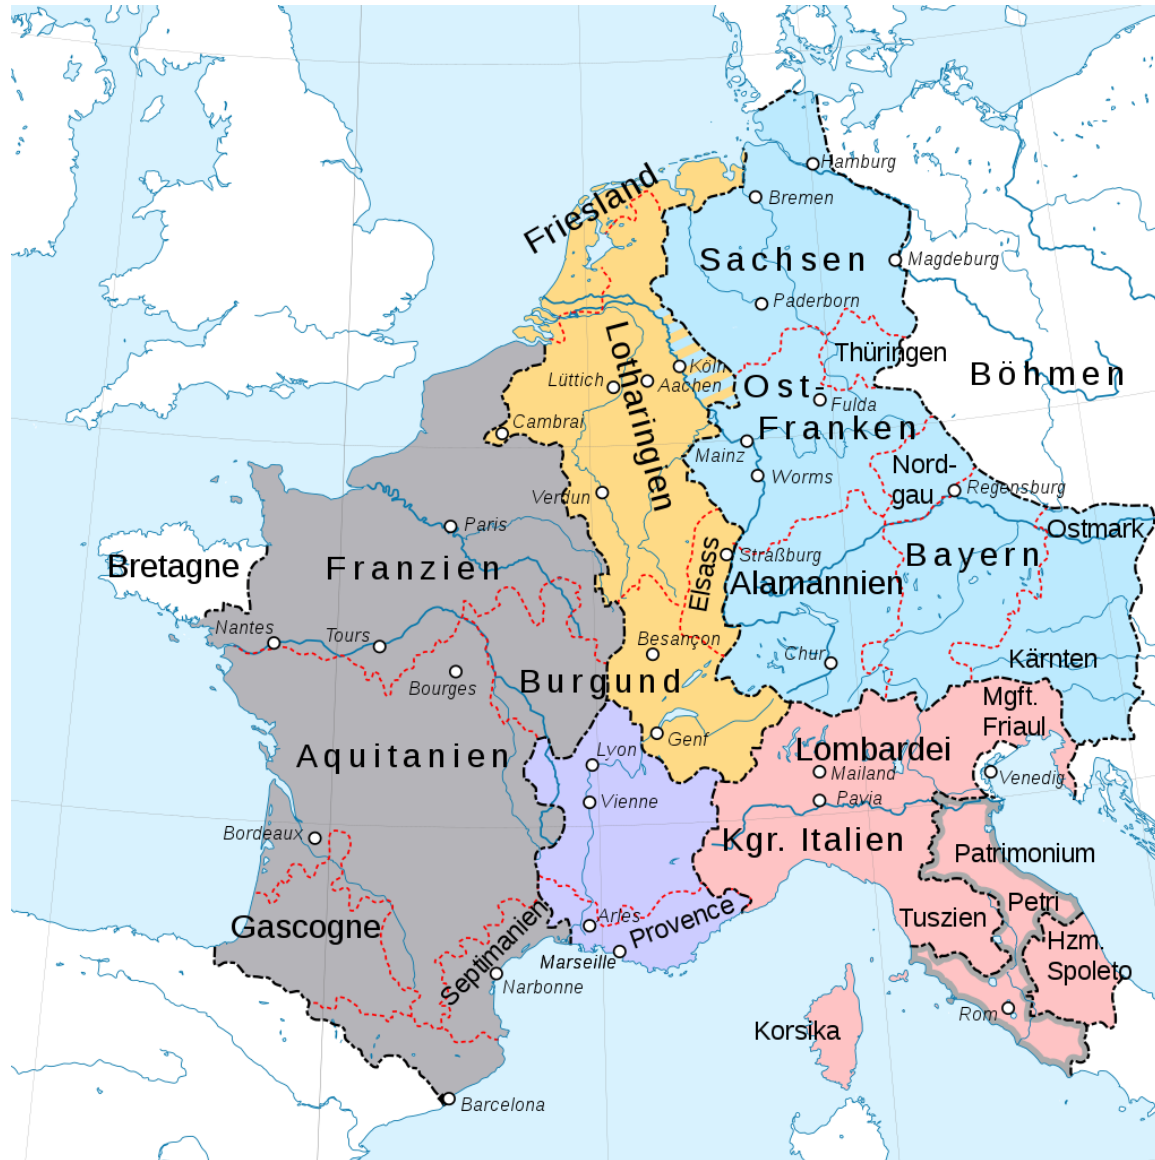 Hamburg
Friesland
Bremen
Sachsen
Magdeburg
Paderborn
Thüringen
Lotharingien
Köln
Böhmen
Lüttich
Aachen
Ost-
Franken
Fulda
Cambrai
Mainz
Nord-
gau
Worms
Regensburg
Verdun
Paris
Ostmark
Straßburg
Bayern
Bretagne
Franzien
Elsass
Alamannien
Nantes
Tours
Besançon
Chur
Kärnten
Bourges
Burgund
Mgft.
Friaul
Genf
Lyon
Aquitanien
Lombardei
Mailand
Venedig
Vienne
Pavia
Bordeaux
Kgr. Italien
Patrimonium
Petri
Gascogne
Septimanien
Arles
Provence
Tuszien
Hzm.
Spoleto
Marseille
Narbonne
Rom
Korsika
Barcelona